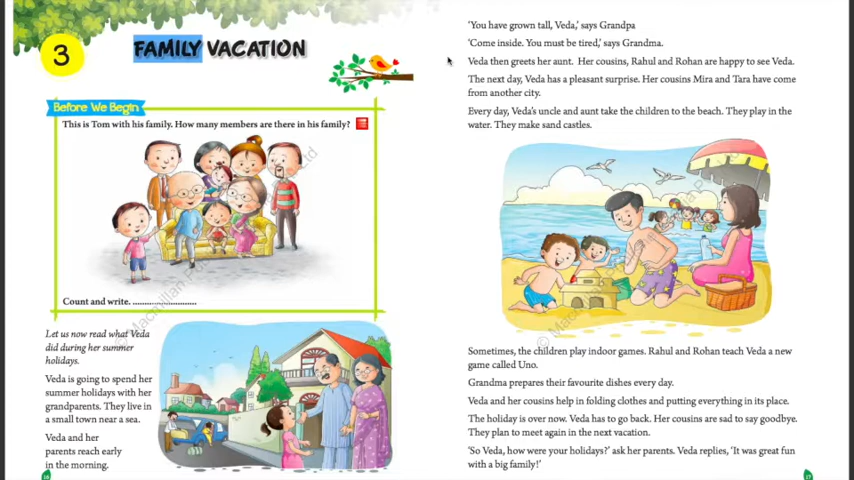 3
FAMILY VACATION
Before We Begin
This is Tom with his family. How many members are there in his family?
Count and write. ............................
Let us now read what Veda
did during her summer
holidays.
Veda is going to spend her
summer holidays with her
grandparents. They live in
a small town near a sea.
Veda and her
parents reach early
in the morning.
16
'You have grown tall, Veda,' says Grandpa
'Come inside. You must be tired,' says Grandma.
Veda then greets her aunt. Her cousins, Rahul and Rohan are happy to see Veda.
The next day, Veda has a pleasant surprise. Her cousins Mira and Tara have come
from another city.
Every day, Veda's uncle and aunt take the children to the beach. They play in the
water. They make sand castles.
Sometimes, the children play indoor games. Rahul and Rohan teach Veda a new
game called Uno.
Grandma prepares their favourite dishes every day.
Veda and her cousins help in folding clothes and putting everything in its place.
The holiday is over now. Veda has to go back. Her cousins are sad to say goodbye.
They plan to meet again in the next vacation.
'So Veda, how were your holidays?' ask her parents. Veda replies, 'It was great fun
with a big family!'
17